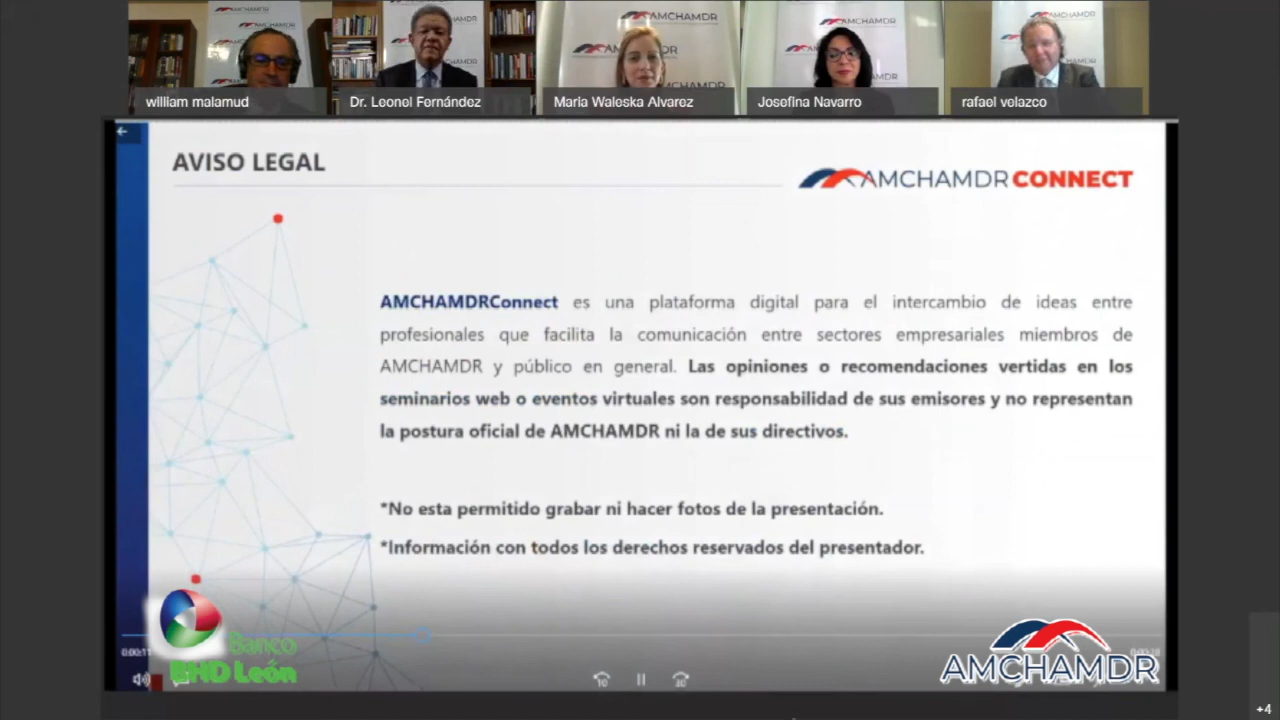 william malamud
Dr. Leonel Fernández
Maria Waleska Alvarez
Josefina Navarro
rafael velazco
AVISO LEGAL
AMCHAMDR CONNECT
AMCHAMDRConnect es una plataforma digital para el intercambio de ideas entre
profesionales que facilita la comunicación entre sectores empresariales miembros de
AMCHAMDR y público en general. Las opiniones o recomendaciones vertidas en los
seminarios web o eventos virtuales son responsabilidad de sus emisores y no representan
la postura oficial de AMCHAMDR ni la de sus directivos.
*No esta permitido grabar ni hacer fotos de la presentación.
*Información con todos los derechos reservados del presentador.
Banco
BHD León
AMCHAMDR
+4